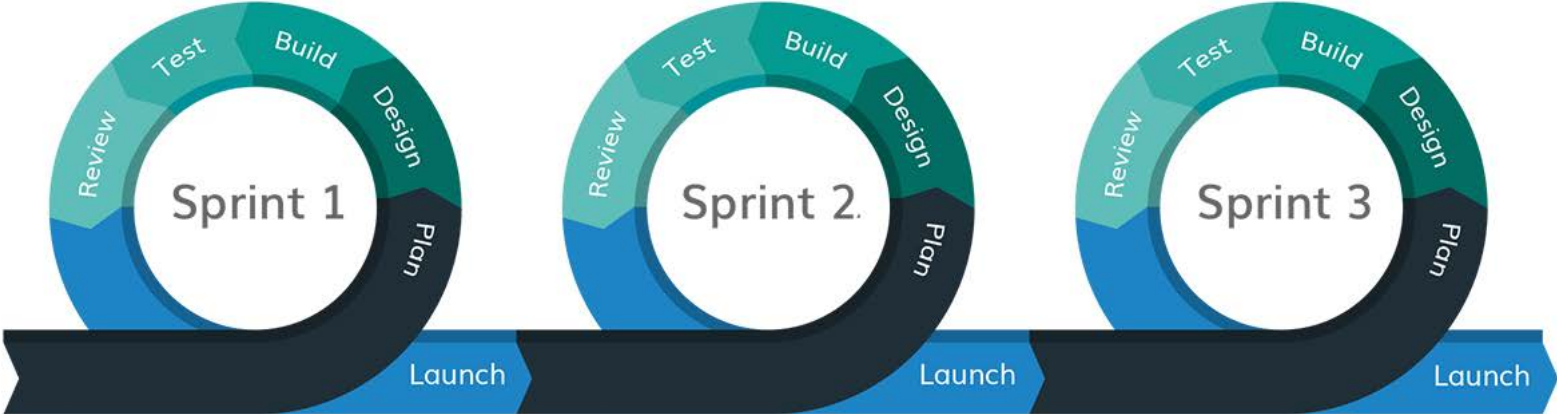 Sprint 1
Plan
Design
Build
Test
Review
Launch
Sprint 2.
Plan
Design
Build
Test
Review
Launch
Sprint 3
Plan
Design
Build
Test
Review
Launch